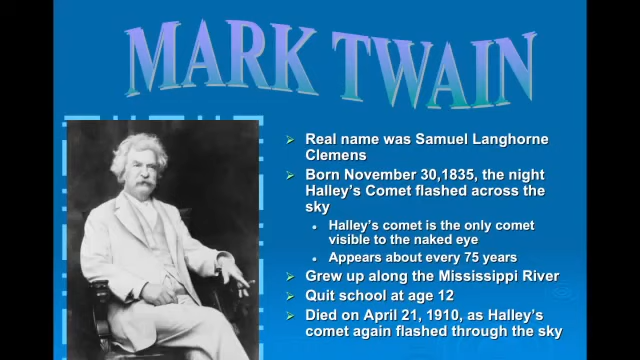 MARK TWAIN
Real name was Samuel Langhorne
Clemens
Born November 30,1835, the night
Halley's Comet flashed across the
sky
Halley's comet is the only comet
visible to the naked eye
Appears about every 75 years
Grew up along the Mississippi River
Quit school at age 12
Died on April 21, 1910, as Halley's
comet again flashed through the sky